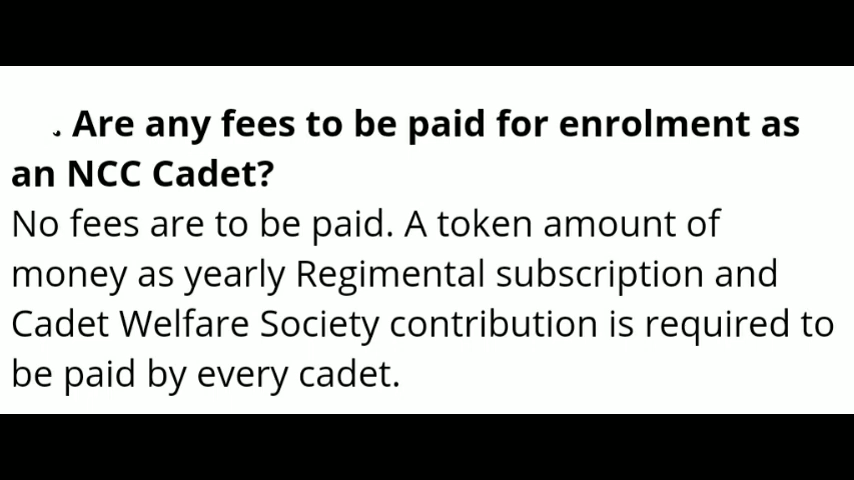 . Are any fees to be paid for enrolment as
an NCC Cadet?
No fees are to be paid. A token amount of
money as yearly Regimental subscription and
Cadet Welfare Society contribution is required to
be paid by every cadet.